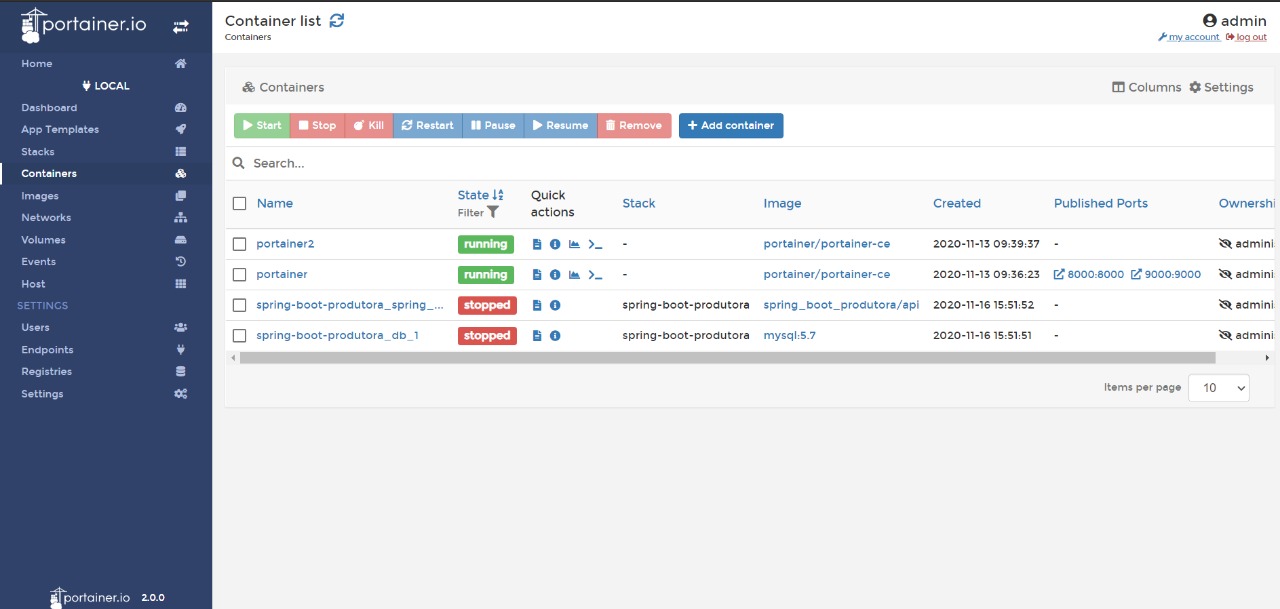 portainer.io
Container list
Containers
admin
my account log out
Home
LOCAL
Dashboard
App Templates
Stacks
Containers
Images
Networks
Volumes
Events
Host
SETTINGS
Users
Endpoints
Registries
Settings
portainer.io 2.0.0
Containers
Columns Settings
Start Stop Kill Restart Pause Resume Remove Add container
Search...
Name State Filter Quick actions Stack Image Created Published Ports Ownershi
portainer2 running - portainer/portainer-ce 2020-11-13 09:39:37 - admini
portainer running - portainer/portainer-ce 2020-11-13 09:36:23 8000:8000 9000:9000 admini
spring-boot-produtora_spring_... stopped spring-boot-produtora spring_boot_produtora/api 2020-11-16 15:51:52 - admini
spring-boot-produtora_db_1 stopped spring-boot-produtora mysql:5.7 2020-11-16 15:51:51 - admini
Items per page 10